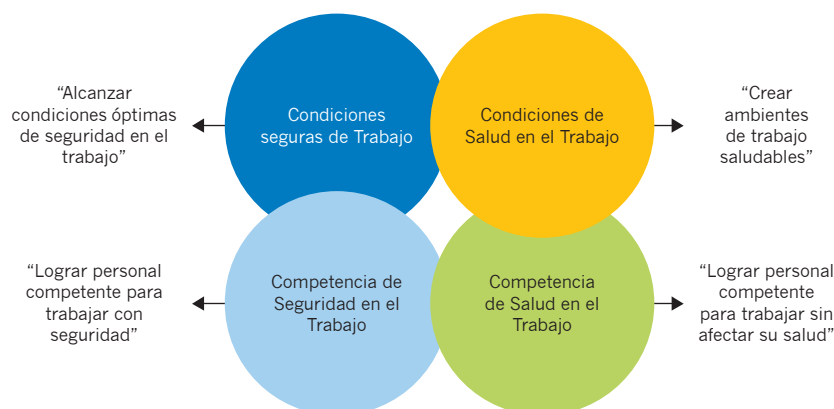 “Alcanzar
condiciones óptimas
de seguridad en el
trabajo”
Condiciones
seguras de Trabajo
Condiciones de
Salud en el Trabajo
“Crear
ambientes
de trabajo
saludables”
“Lograr personal
competente para
trabajar con
seguridad”
Competencia de
Seguridad en el
Trabajo
Competencia
de Salud en el
Trabajo
“Lograr personal
competente
para trabajar sin
afectar su salud”